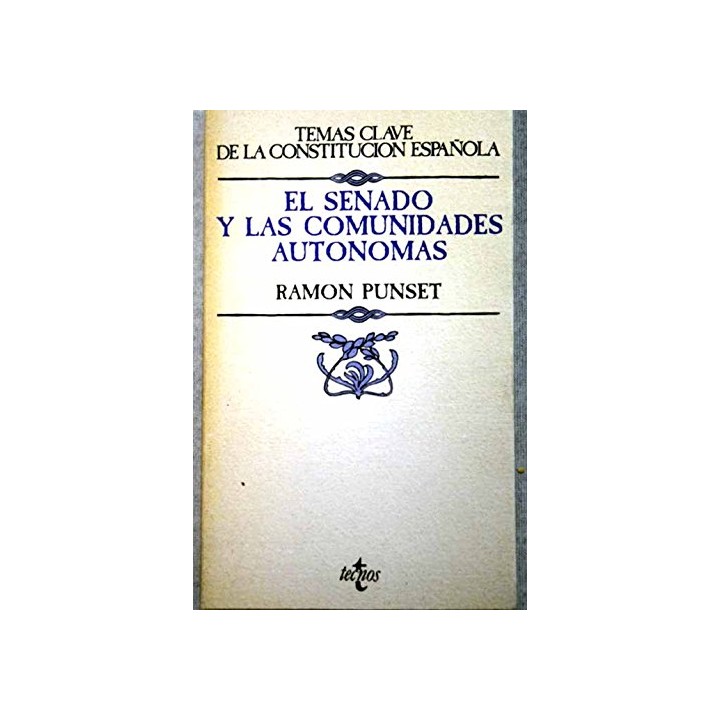 TEMAS CLAVE
DE LA CONSTITUCION ESPAÑOLA
EL SENADO
Y LAS COMUNIDADES
AUTONOMAS
RAMON PUNSET
tecnos